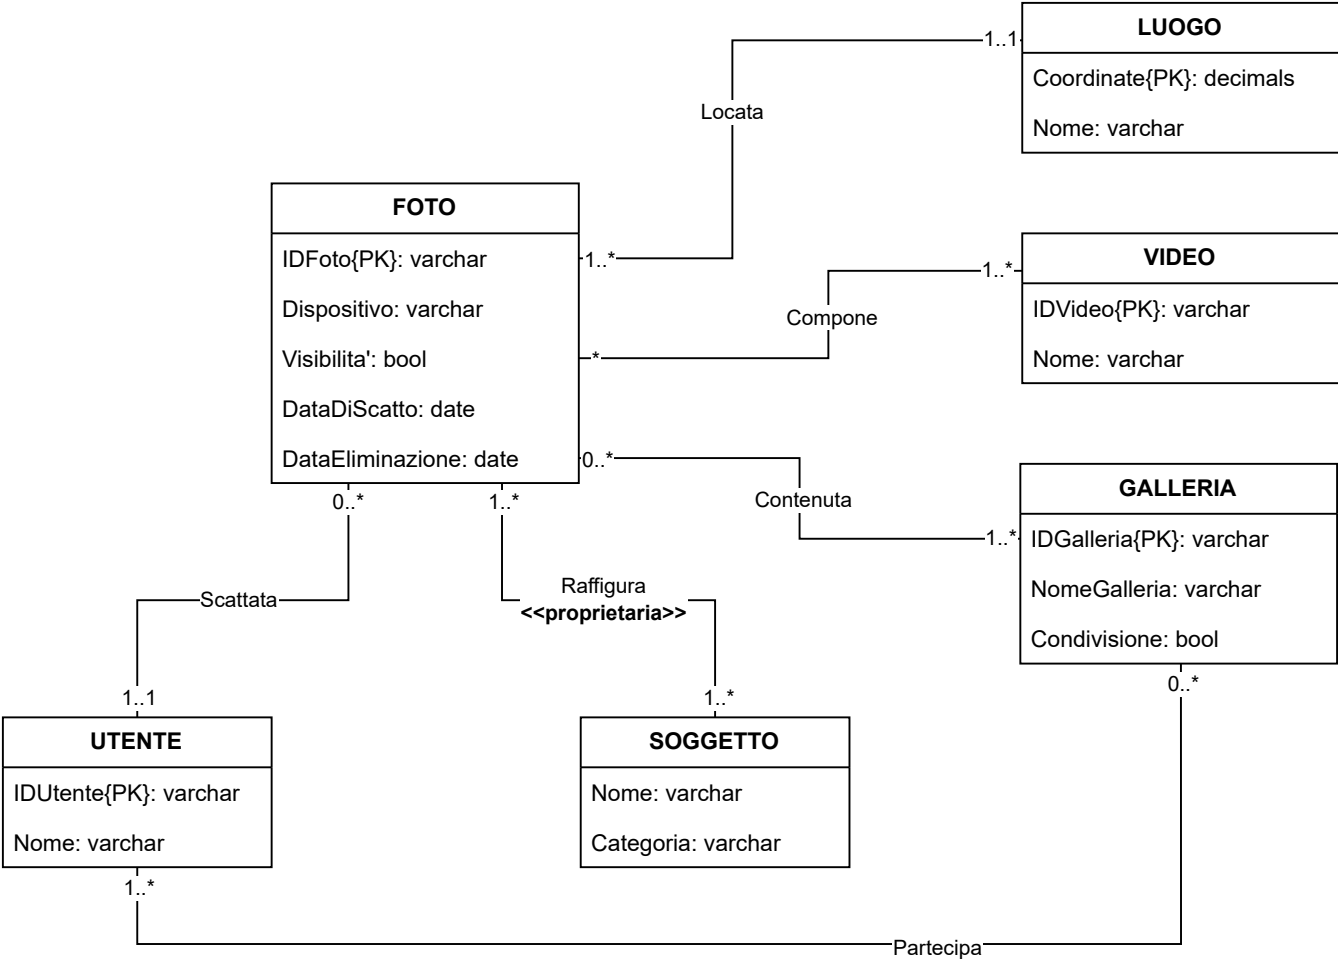 LUOGO
Coordinate{PK}: decimals
Nome: varchar
1..1
Locata
1..*
FOTO
IDFoto{PK}: varchar
Dispositivo: varchar
Visibilita': bool
DataDiScatto: date
DataEliminazione: date
VIDEO
IDVideo{PK}: varchar
Nome: varchar
1..*
Compone
*
0..*
Contenuta
1..*
GALLERIA
IDGalleria{PK}: varchar
NomeGalleria: varchar
Condivisione: bool
0..*
0..*
1..*
Scattata
Raffigura
<<proprietaria>>
1..1
1..*
UTENTE
IDUtente{PK}: varchar
Nome: varchar
SOGGETTO
Nome: varchar
Categoria: varchar
1..*
Partecipa